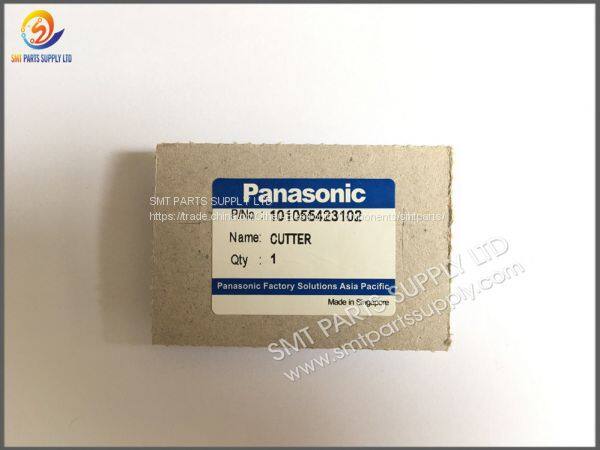 SMT PARTS SUPPLY LTD
Panasonic
SMT PARTS SUPPLY LTD
P/No
Name: CUTTER
Qty : 1
Panasonic Factory Solutions Asia Pacific
Made in Singapore
SMT PARTS SUPPLY LTD
www.smtpartssupply.com